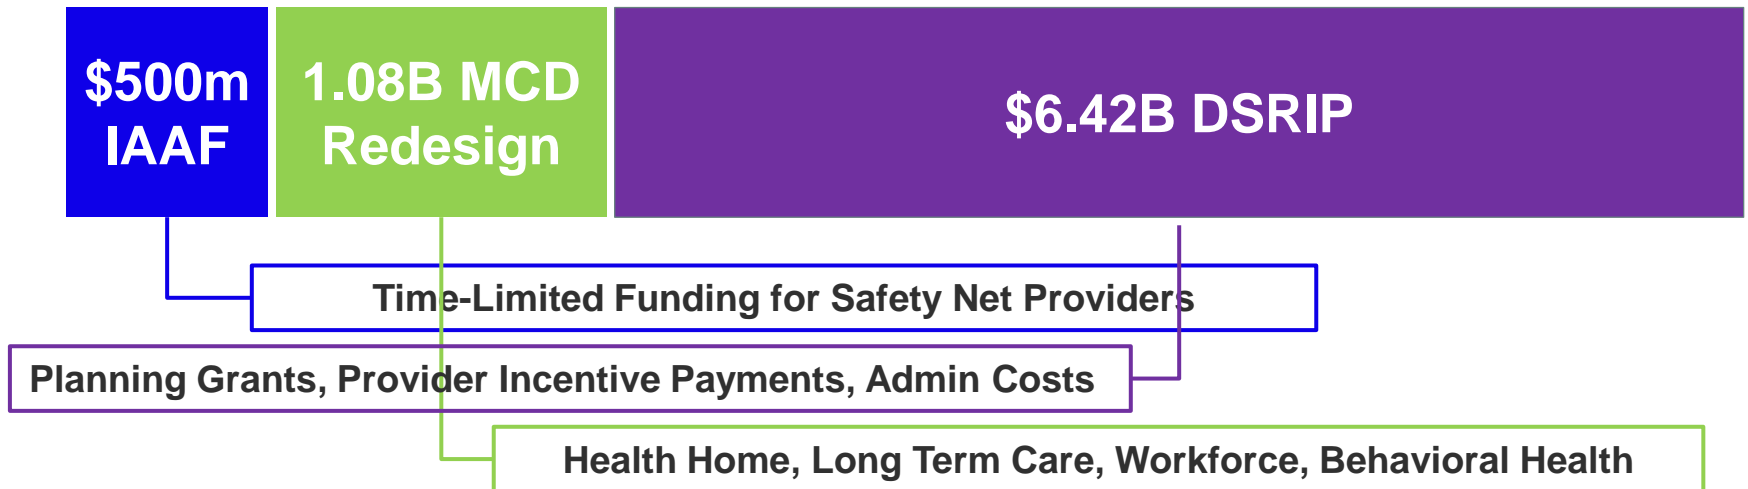 $500m
IAAF
1.08B MCD
Redesign
$6.42B DSRIP
Time-Limited Funding for Safety Net Providers
Planning Grants, Provider Incentive Payments, Admin Costs
Health Home, Long Term Care, Workforce, Behavioral Health